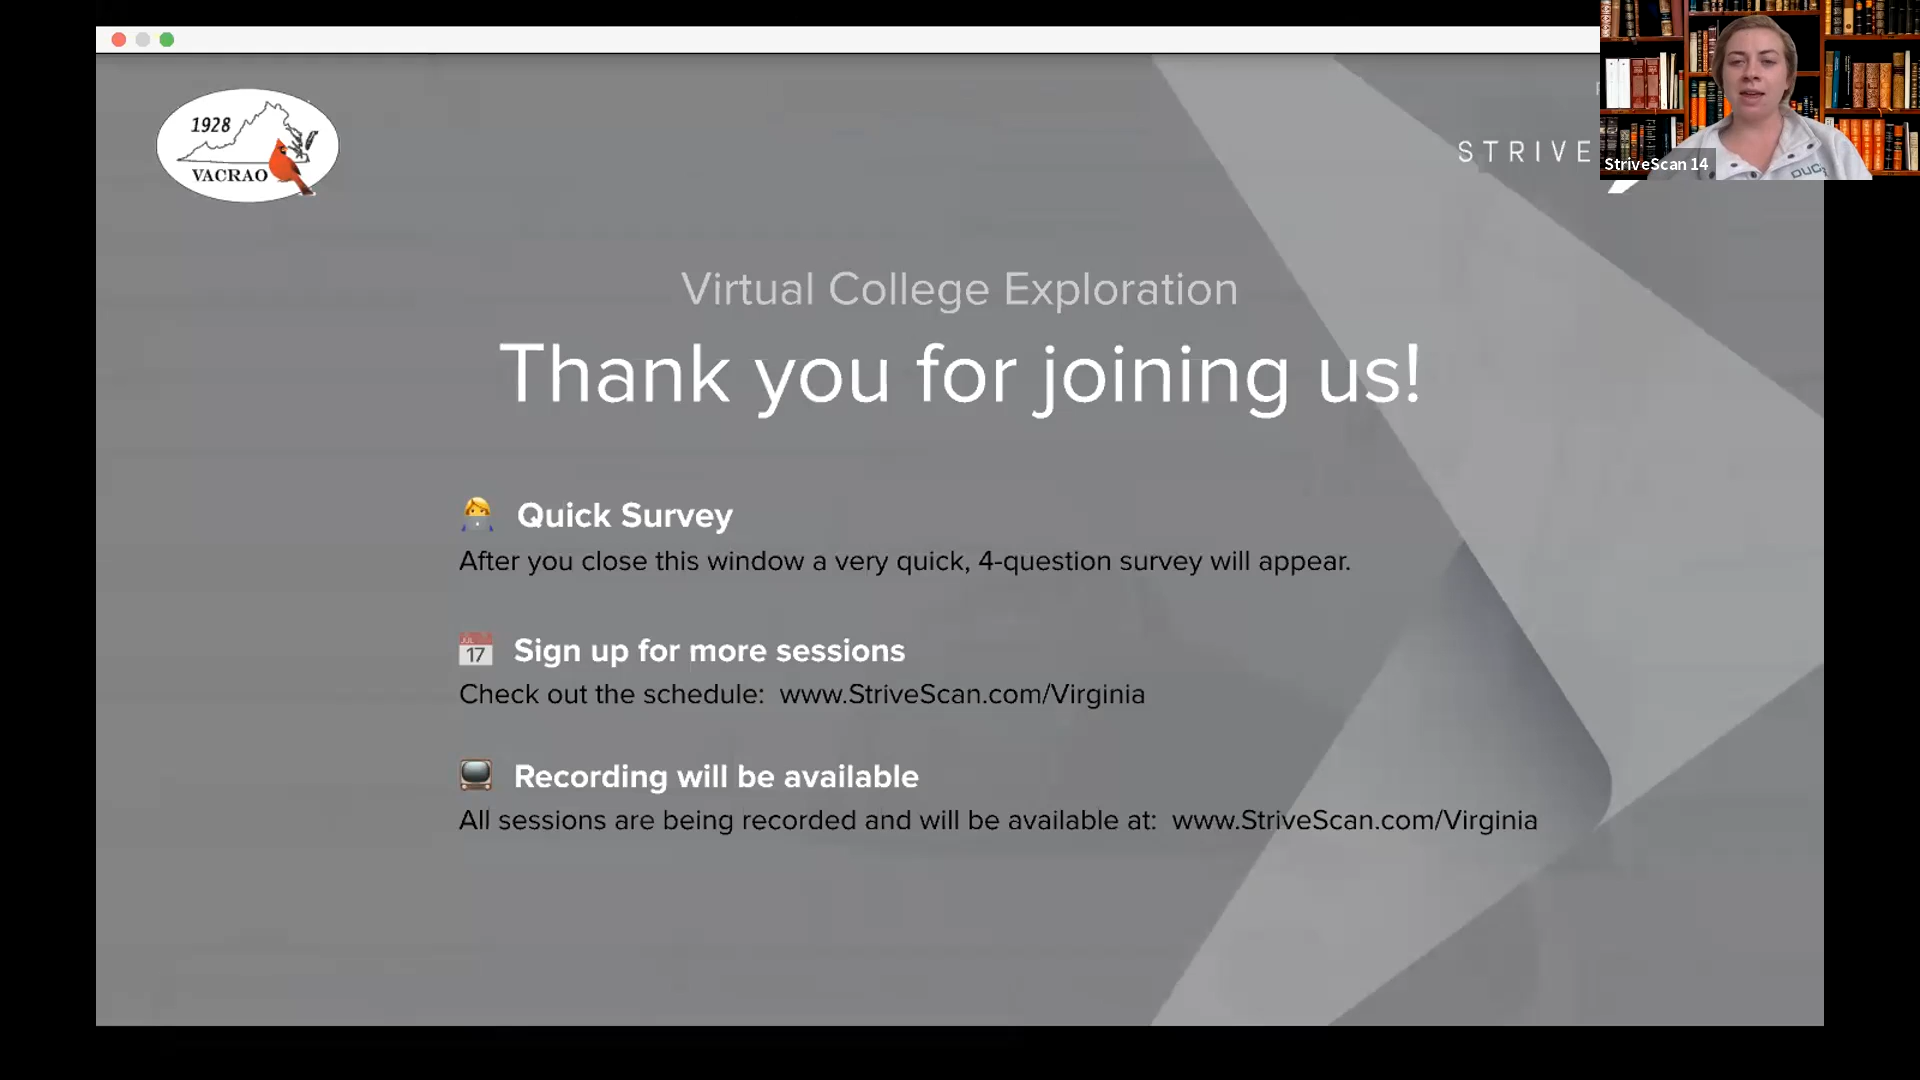 1928
VACRAO
STRIVE
StriveScan 14
Virtual College Exploration
Thank you for joining us!
Quick Survey
After you close this window a very quick, 4-question survey will appear.
JUL
17
Sign up for more sessions
Check out the schedule: www.StriveScan.com/Virginia
Recording will be available
All sessions are being recorded and will be available at: www.StriveScan.com/Virginia